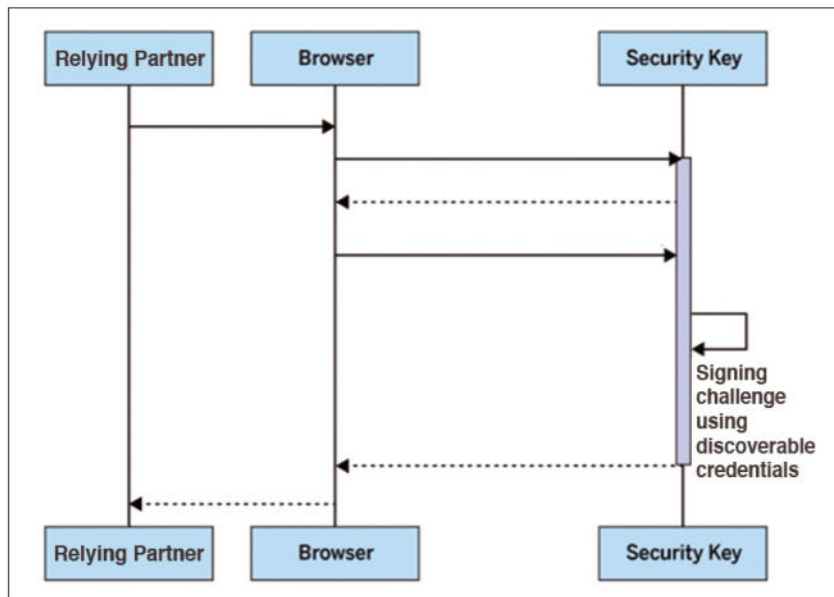 Relying Partner
Browser
Security Key
Signing
challenge
using
discoverable
credentials
Relying Partner
Browser
Security Key